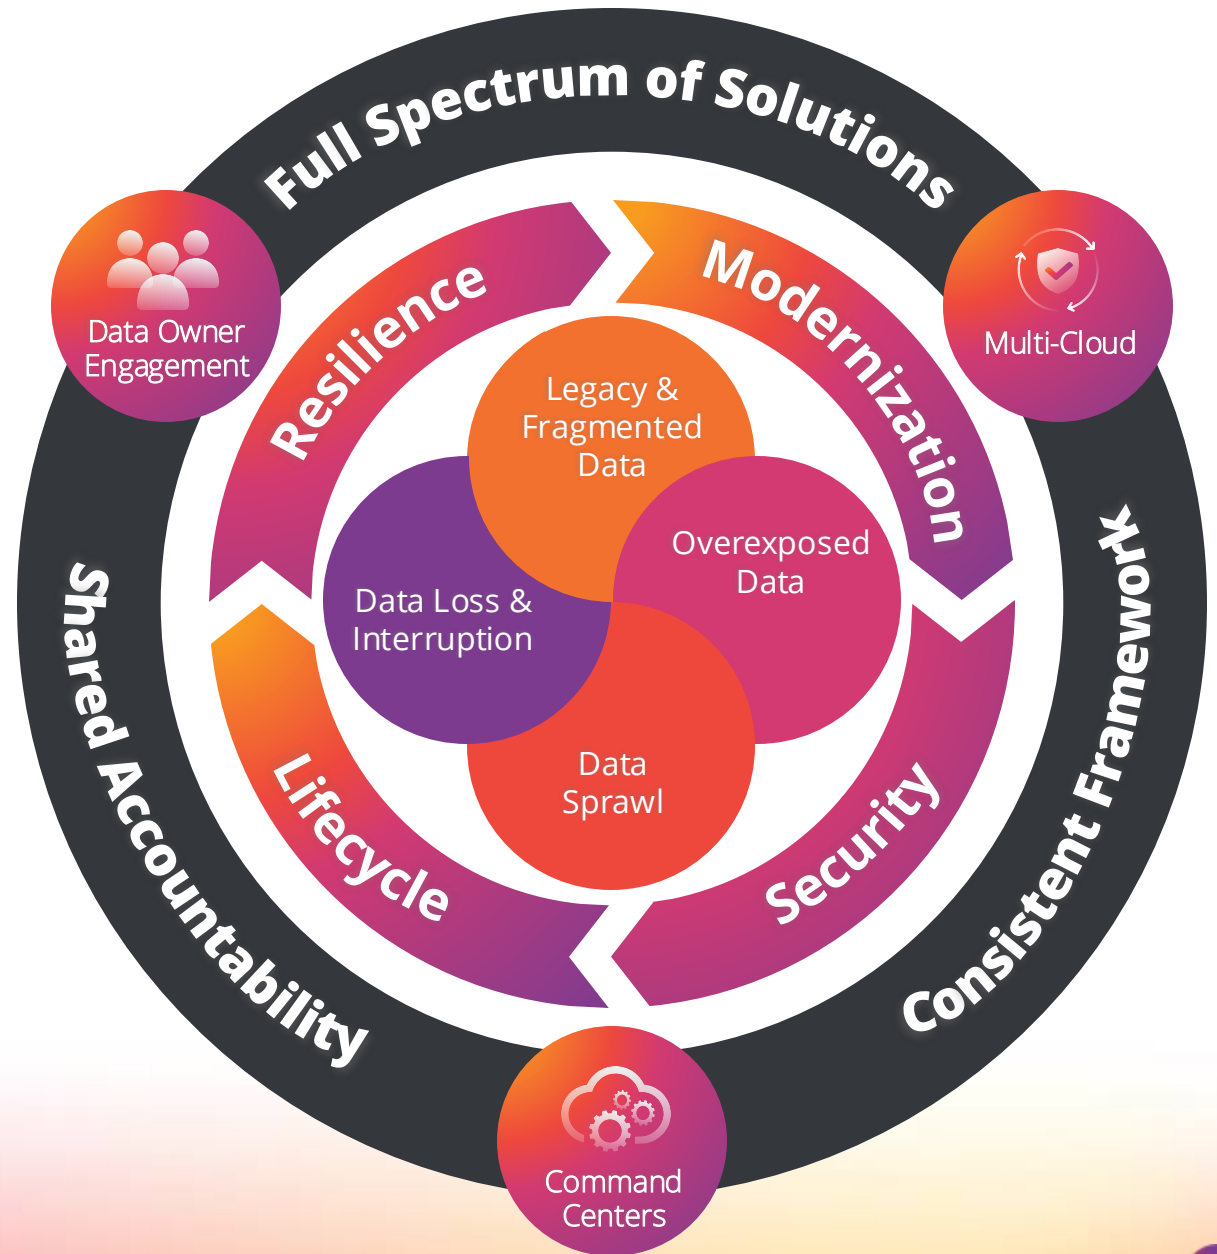 Full Spectrum of Solutions
Data Owner
Engagement
Multi-Cloud
Resilience
Modernization
Legacy &
Fragmented
Data
Overexposed
Data
Data Loss &
Interruption
Data
Sprawl
Lifecycle
Security
Shared Accountability
Consistent Framework
Command
Centers